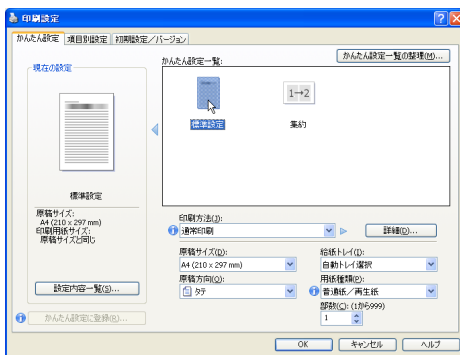 印刷設定
かんたん設定 項目別設定 初期設定／バージョン
現在の設定
かんたん設定一覧:
かんたん設定一覧の整理(M)...
標準設定
1→2
集約
標準設定
原稿サイズ:
A4 (210 x 297 mm)
印刷用紙サイズ:
原稿サイズと同じ
設定内容一覧(S)...
かんたん設定に登録(R)...
印刷方法(J):
通常印刷
詳細(O)...
原稿サイズ(D):
A4 (210 x 297 mm)
給紙トレイ(I):
自動トレイ選択
原稿方向(O):
タテ
用紙種類(P):
普通紙／再生紙
部数(C): (1から999)
1
OK キャンセル ヘルプ